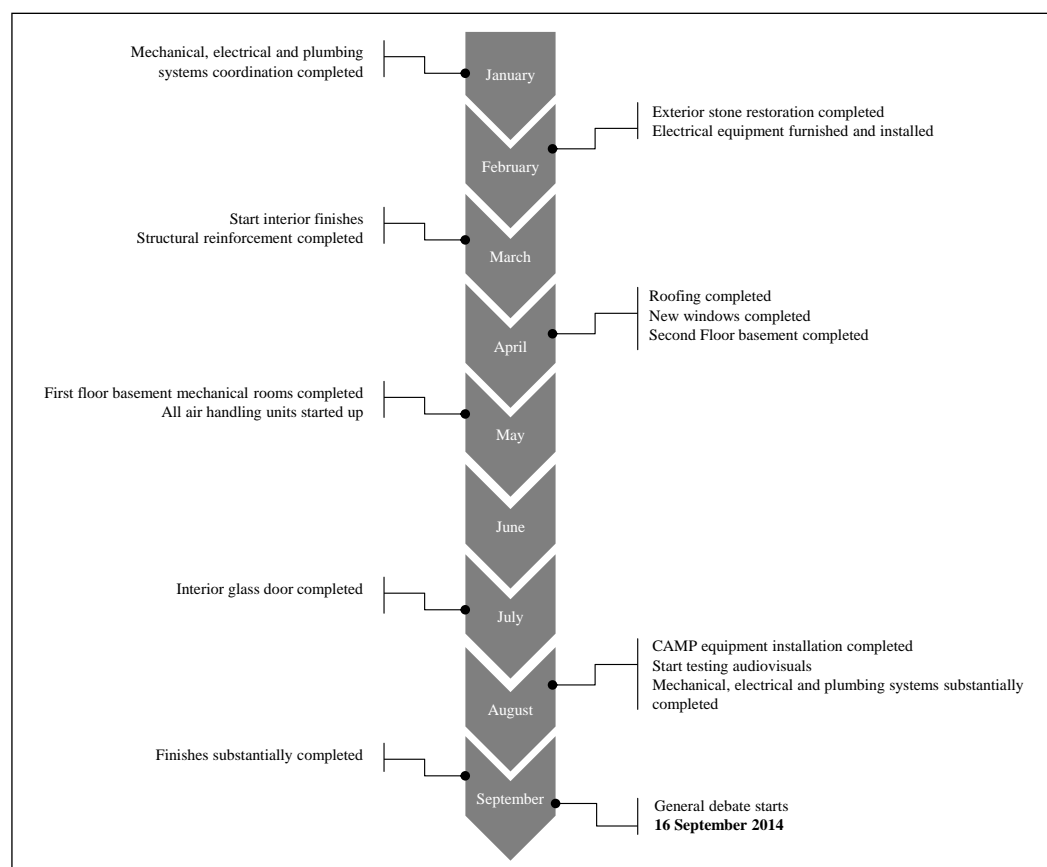 Mechanical, electrical and plumbing
systems coordination completed
January
Exterior stone restoration completed
Electrical equipment furnished and installed
February
Start interior finishes
Structural reinforcement completed
March
Roofing completed
New windows completed
Second Floor basement completed
April
First floor basement mechanical rooms completed
All air handling units started up
May
June
Interior glass door completed
July
CAMP equipment installation completed
Start testing audiovisuals
Mechanical, electrical and plumbing systems substantially
completed
August
Finishes substantially completed
September
General debate starts
16 September 2014